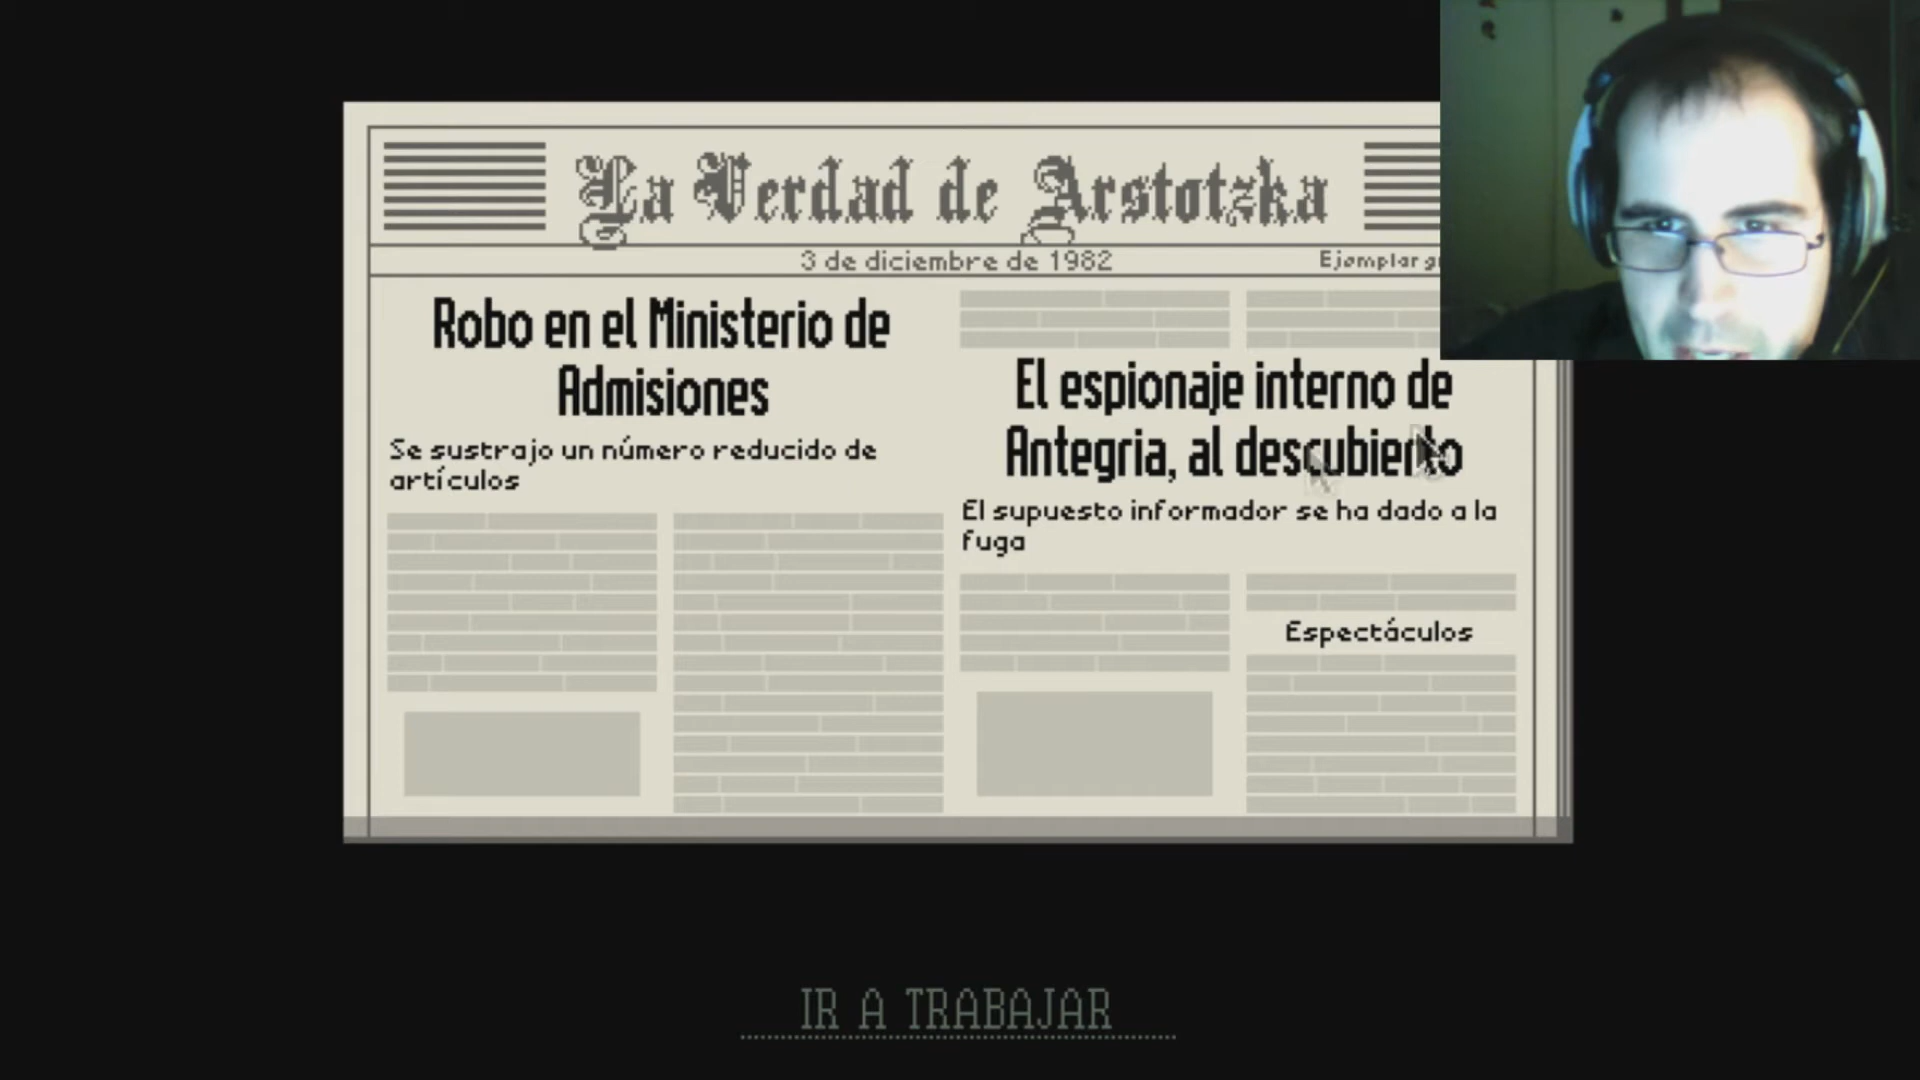 La Verdad de Arstotzka
3 de diciembre de 1982
Ejemplar
Robo en el Ministerio de
Admisiones
Se sustrajo un número reducido de
artículos
El espionaje interno de
Antegria, al descubierto
El supuesto informador se ha dado a la
fuga
Espectáculos
IR A TRABAJAR